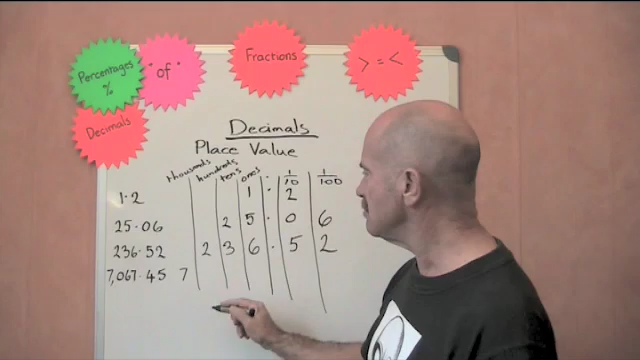 Percentages
%
"of"
Fractions
> = <
Decimals
Decimals
Place Value
thousands hundreds tens ones · 1/10 1/100
1·2 1 · 2
25·06 2 5 · 0 6
236·52 2 3 6 · 5 2
7,067·45 7